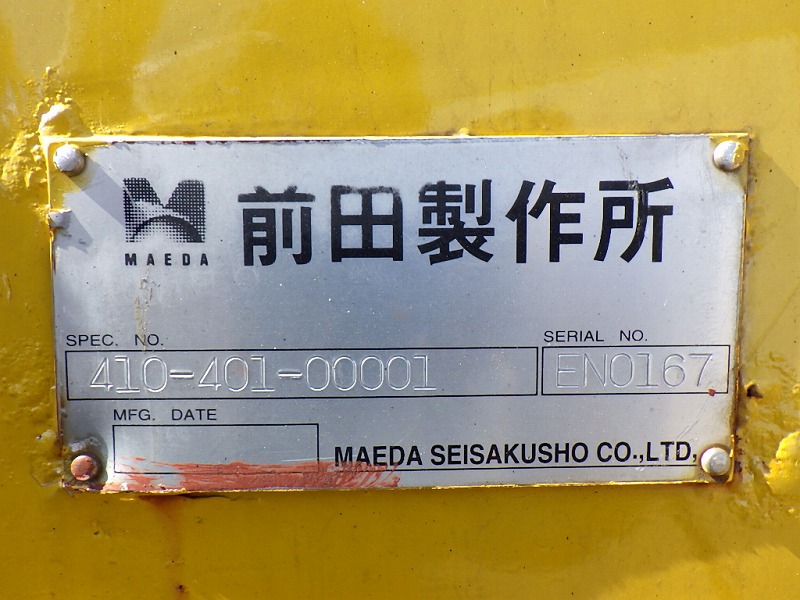 MAEDA
前田製作所
SPEC. NO.
SERIAL NO.
410-401-00001
EN0167
MFG. DATE
MAEDA SEISAKUSHO CO.,LTD,